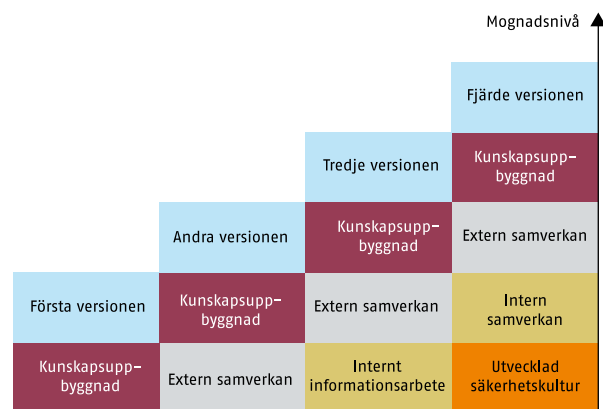 Mognadsnivå
Fjärde versionen
Tredje versionen
Kunskapsupp-
byggnad
Andra versionen
Kunskapsupp-
byggnad
Extern samverkan
Första versionen
Kunskapsupp-
byggnad
Extern samverkan
Intern
samverkan
Kunskapsupp-
byggnad
Extern samverkan
Internt
informationsarbete
Utvecklad
säkerhetskultur